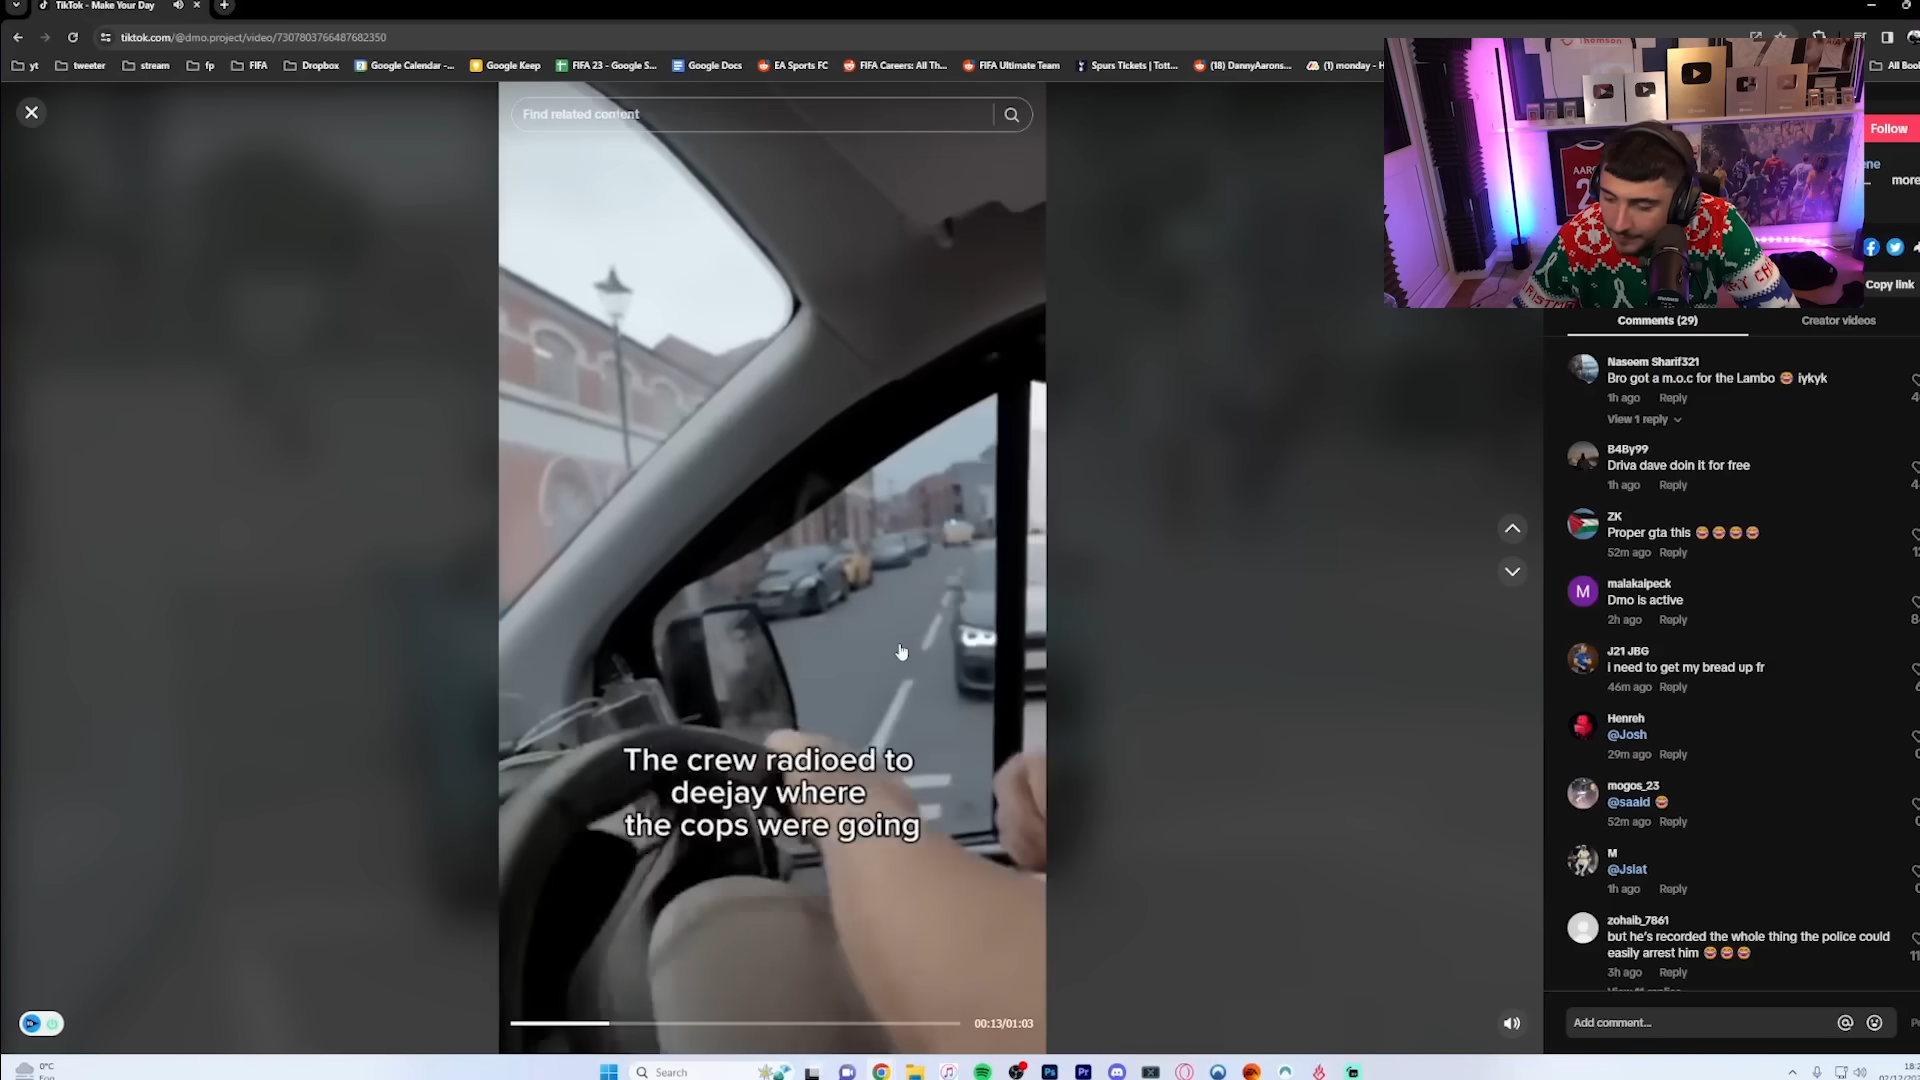 TikTok - Make Your Day
tiktok.com/@dmo.project/video/7307803766487682350
yt
tweeter
stream
fp
FIFA
Dropbox
Google Calendar -...
Google Keep
FIFA 23 - Google S...
Google Docs
EA Sports FC
FIFA Careers: All Th...
FIFA Ultimate Team
Spurs Tickets | Tott...
(18) DannyAarons...
(1) monday - H
All Book
Find related content
Follow
more
Copy link
Comments (29)
Creator videos
Naseem Sharif321
Bro got a m.o.c for the Lambo 😂 iykyk
1h ago Reply
View 1 reply
B4By99
Driva dave doin it for free
1h ago Reply
ZK
Proper gta this 😂😂😂😂
52m ago Reply
M
malakaipeck
Dmo is active
2h ago Reply
J21 JBG
i need to get my bread up fr
46m ago Reply
Henreh
@Josh
29m ago Reply
mogos_23
@saaid 😂
52m ago Reply
M
@Jsiat
1h ago Reply
zohaib_7861
but he's recorded the whole thing the police could
easily arrest him 😂😂😂
3h ago Reply
The crew radioed to
deejay where
the cops were going
00:13/01:03
Add comment...
0°C
Search
Ps
Pr